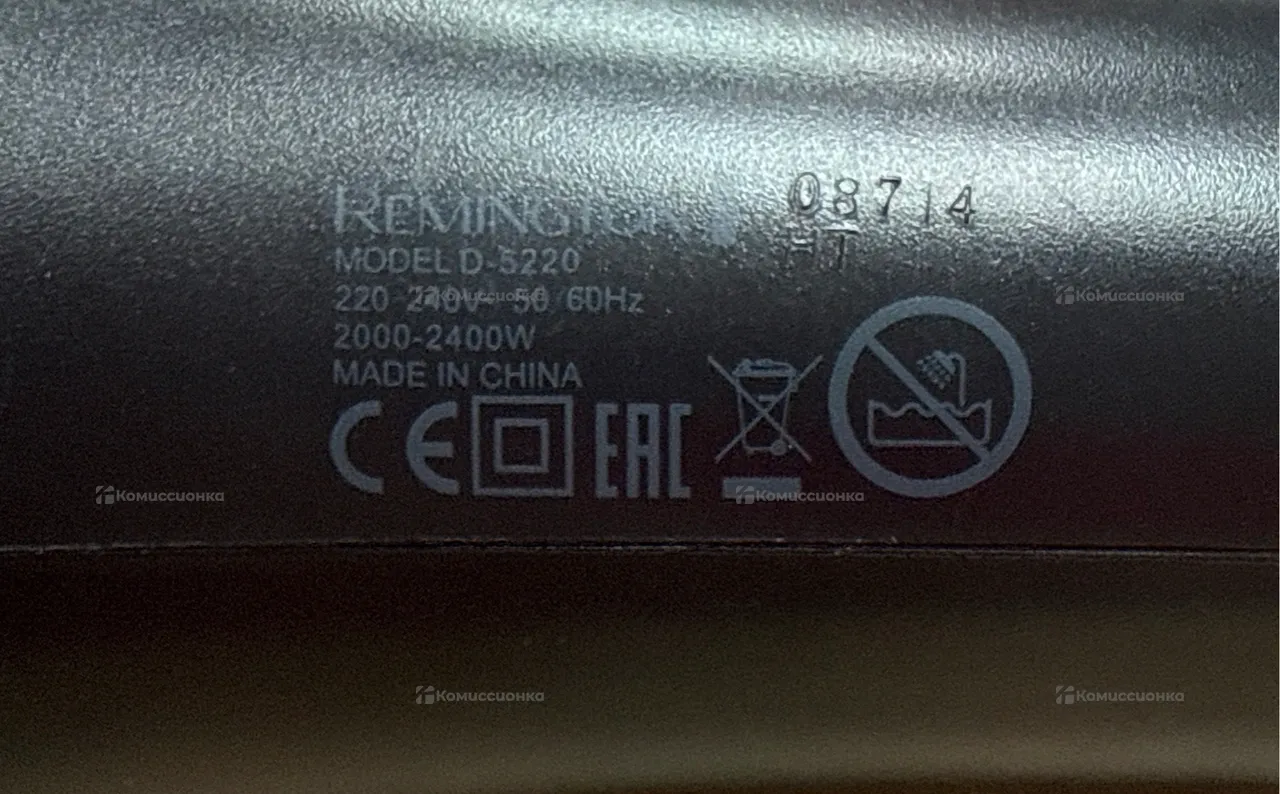 REMINGTON
08714
MODEL D-5220
220-240V~ 50/60Hz
2000-2400W
MADE IN CHINA
CE EAC
Комиссионка
Комиссионка
Комиссионка
Комиссионка
Комиссионка
Комиссионка